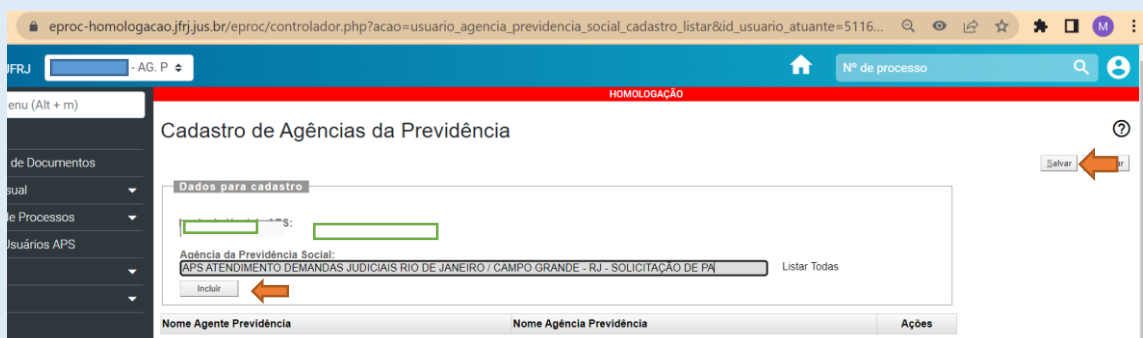 eproc-homologacao.jfrj.jus.br/eproc/controlador.php?acao=usuario_agencia_previdencia_social_cadastro_listar&id_usuario_atuante=5116... M
JFRJ - AG. P Nº de processo
HOMOLOGAÇÃO
enu (Alt + m)
Cadastro de Agências da Previdência
de Documentos
Salvar
Dados para cadastro
sual
de Processos
S:
Usuários APS
Agência da Previdência Social:
APS ATENDIMENTO DEMANDAS JUDICIAIS RIO DE JANEIRO / CAMPO GRANDE - RJ - SOLICITAÇÃO DE PA Listar Todas
Incluir
Nome Agente Previdência Nome Agência Previdência Ações